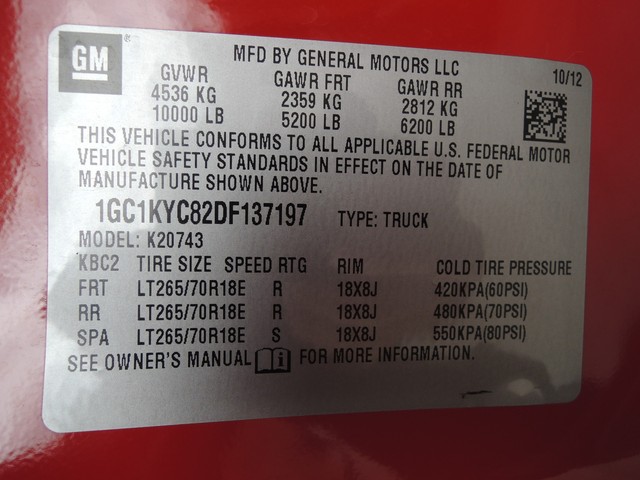 GM
MFD BY GENERAL MOTORS LLC
10/12
GVWR GAWR FRT GAWR RR
4536 KG 2359 KG 2812 KG
10000 LB 5200 LB 6200 LB
THIS VEHICLE CONFORMS TO ALL APPLICABLE U.S. FEDERAL MOTOR
VEHICLE SAFETY STANDARDS IN EFFECT ON THE DATE OF
MANUFACTURE SHOWN ABOVE.
1GC1KYC82DF137197 TYPE: TRUCK
MODEL: K20743
KBC2 TIRE SIZE SPEED RTG RIM COLD TIRE PRESSURE
FRT LT265/70R18E R 18X8J 420KPA(60PSI)
RR LT265/70R18E R 18X8J 480KPA(70PSI)
SPA LT265/70R18E S 18X8J 550KPA(80PSI)
SEE OWNER'S MANUAL FOR MORE INFORMATION.